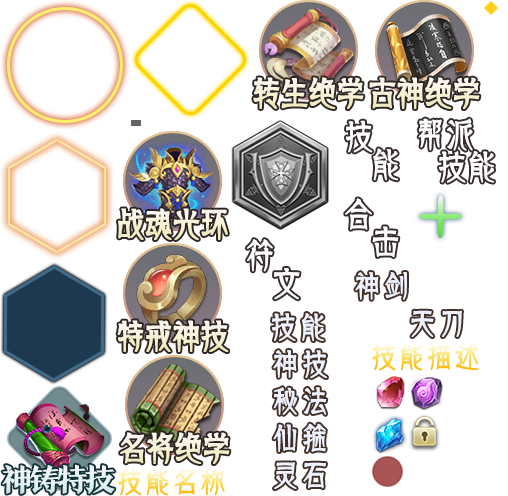 转生绝学
古神绝学
技能
帮派
技能
战魂光环
合击
符文
神剑
特戒神技
技能
天刀
神技
技能描述
秘法
名将绝学
仙箍
神铸特技
技能名称
灵石